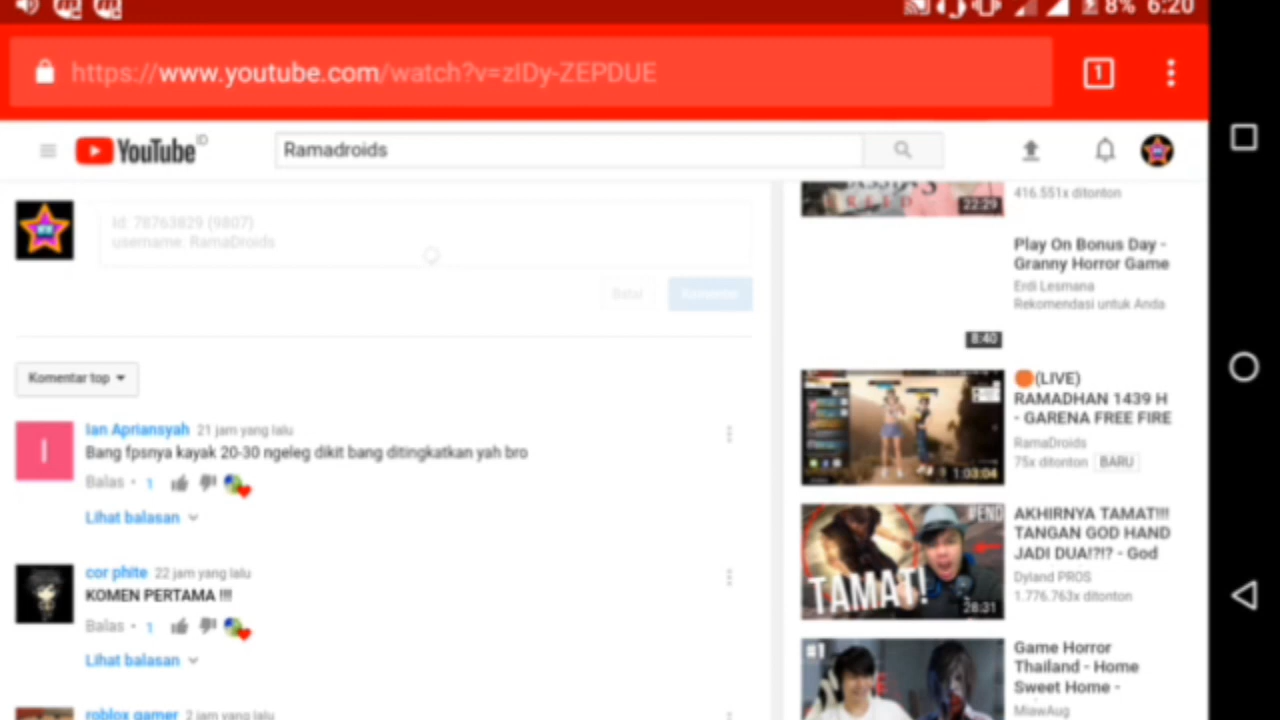 8% 6:20
https://www.youtube.com/watch?v=zIDy-ZEPDUE
1
YouTube ID
Ramadroids
Id: 78763829 (9807)
username: RamaDroids
Batal
Komentar
Komentar top
Ian Apriansyah 21 jam yang lalu
Bang fpsnya kayak 20-30 ngeleg dikit bang ditingkatkan yah bro
Balas • 1
Lihat balasan
cor phite 22 jam yang lalu
KOMEN PERTAMA !!!
Balas • 1
Lihat balasan
roblox gamer 2 jam yang lalu
22:29
416.551x ditonton
8:40
Play On Bonus Day -
Granny Horror Game
Erdi Lesmana
Rekomendasi untuk Anda
1:03:04
(LIVE)
RAMADHAN 1439 H
- GARENA FREE FIRE
RamaDroids
75x ditonton BARU
#END
TAMAT!
28:31
AKHIRNYA TAMAT!!!
TANGAN GOD HAND
JADI DUA!?!? - God
Dyland PROS
1.776.763x ditonton
#1
Game Horror
Thailand - Home
Sweet Home -
MiawAug